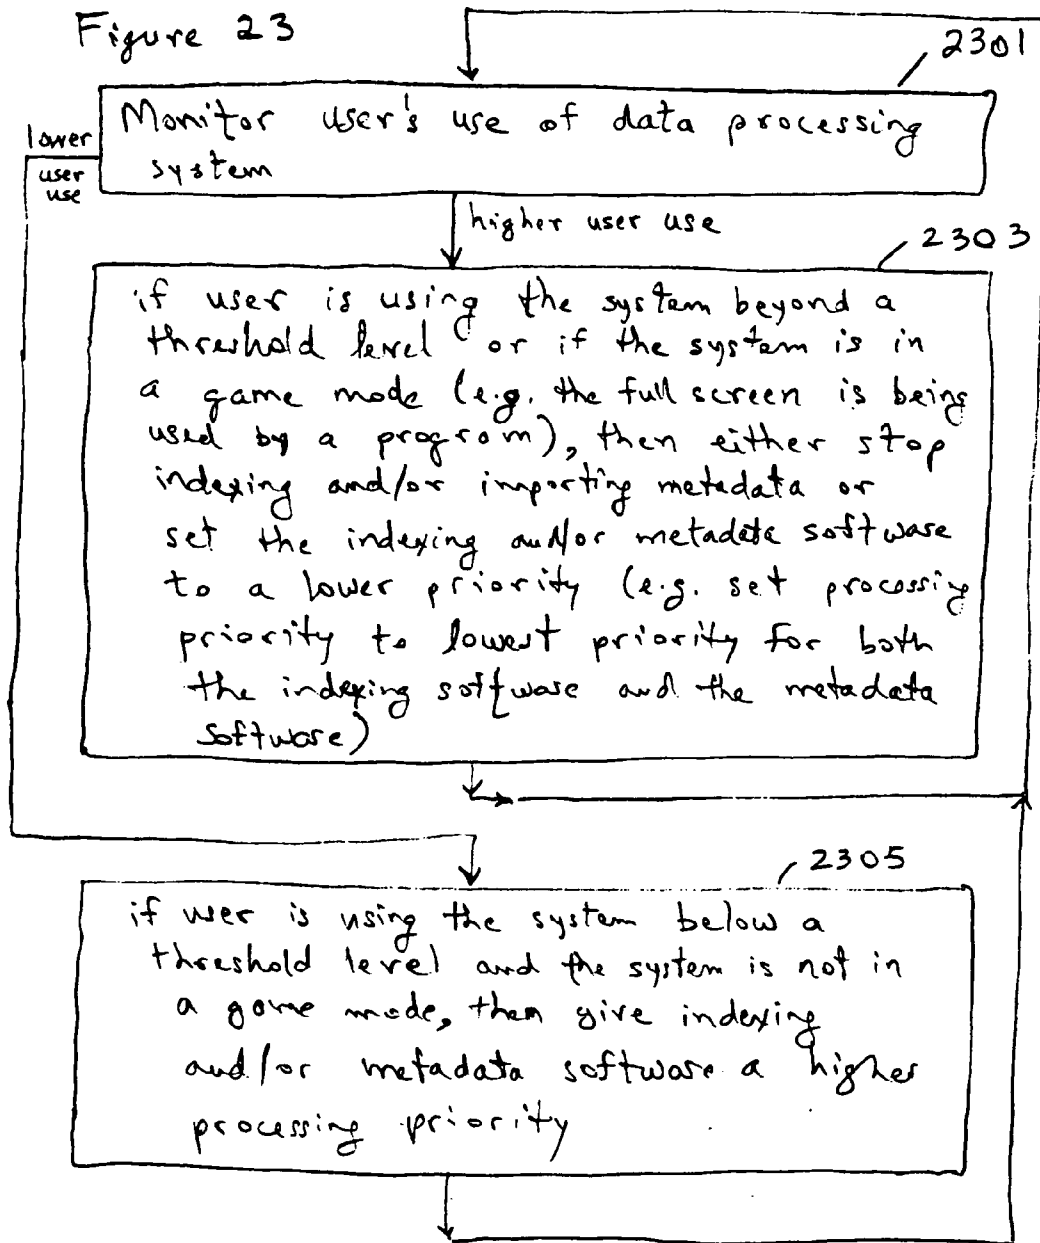 Figure 23
2301
Monitor user's use of data processing
system
lower
user
use
higher user use
2303
if user is using the system beyond a
threshold level or if the system is in
a game mode (e.g. the full screen is being
used by a program), then either stop
indexing and/or importing metadata or
set the indexing and/or metadata software
to a lower priority (e.g. set processing
priority to lowest priority for both
the indexing software and the metadata
software)
2305
if user is using the system below a
threshold level and the system is not in
a game mode, then give indexing
and/or metadata software a higher
processing priority